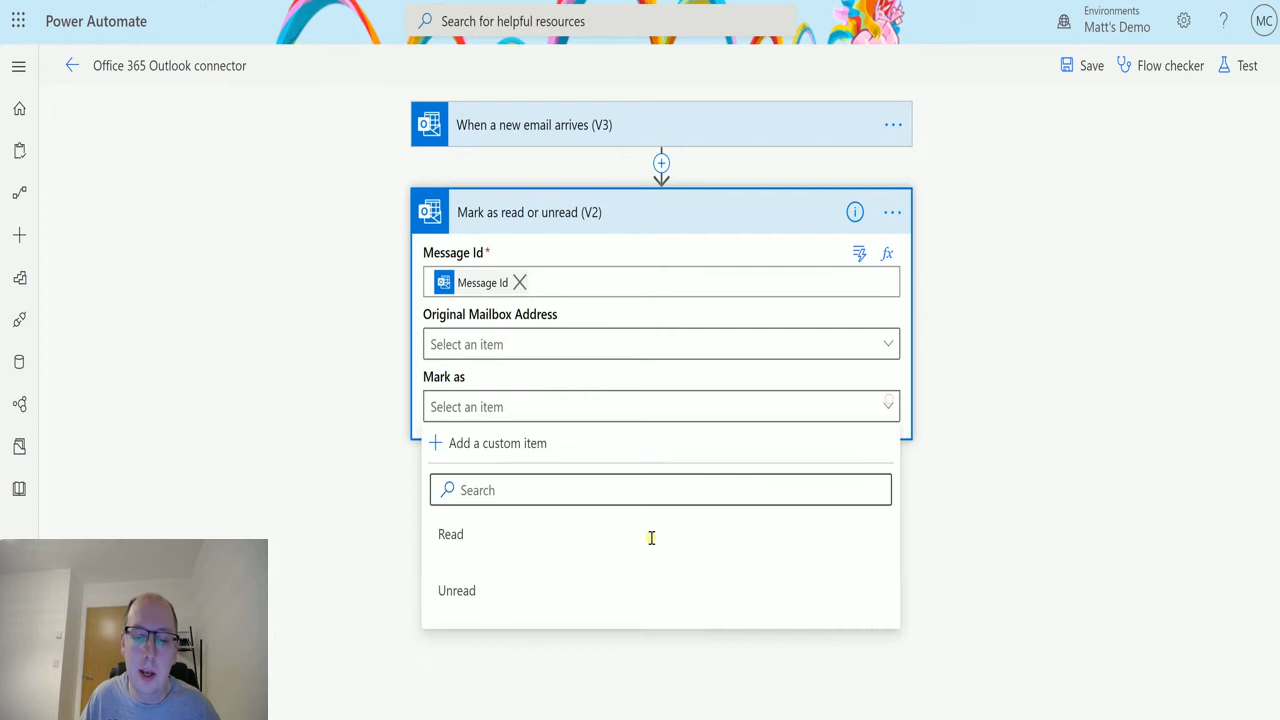 Power Automate
Search for helpful resources
Environments
Matt's Demo
?
MC
Office 365 Outlook connector
Save
Flow checker
Test
When a new email arrives (V3)
Mark as read or unread (V2)
Message Id*
fx
Message Id
Original Mailbox Address
Select an item
Mark as
Select an item
Add a custom item
Search
Read
Unread